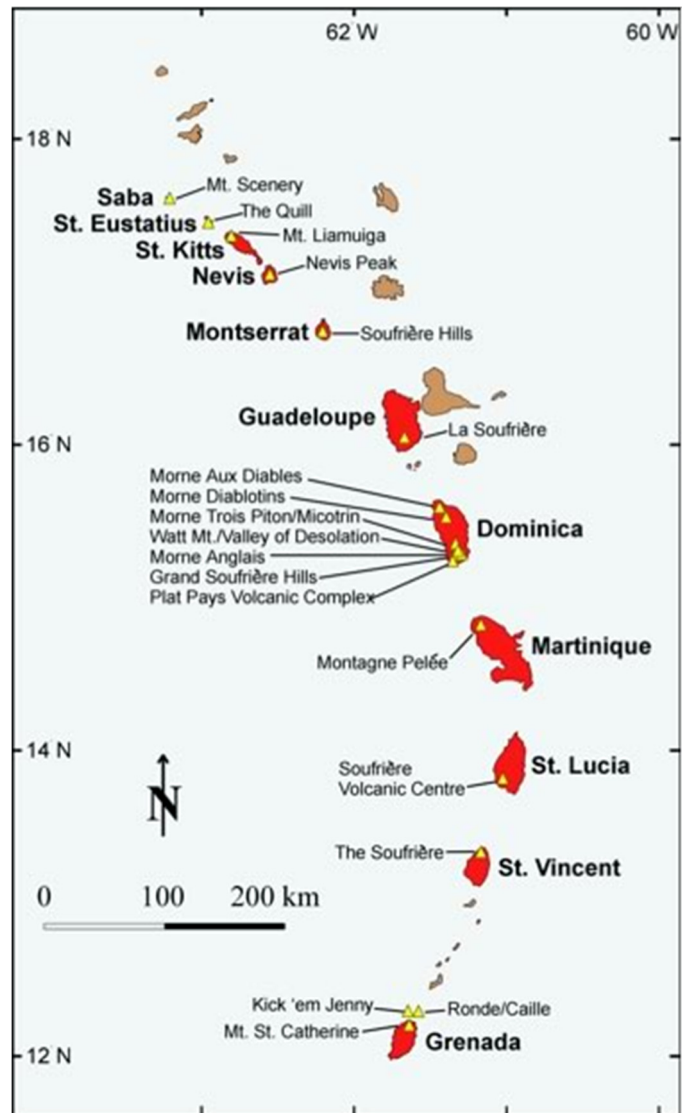 62 W
60 W
18 N
Mt. Scenery
Saba
The Quill
St. Eustatius
Mt. Liamuiga
St. Kitts
Nevis Peak
Nevis
Montserrat
Soufrière Hills
Guadeloupe
La Soufrière
16 N
Morne Aux Diables
Morne Diablotins
Morne Trois Piton/Micotrin
Dominica
Watt Mt./Valley of Desolation
Morne Anglais
Grand Soufrière Hills
Plat Pays Volcanic Complex
Martinique
Montagne Pelée
14 N
St. Lucia
Soufrière
Volcanic Centre
N
The Soufrière
St. Vincent
0 100 200 km
Kick 'em Jenny
Ronde/Caille
Mt. St. Catherine
Grenada
12 N